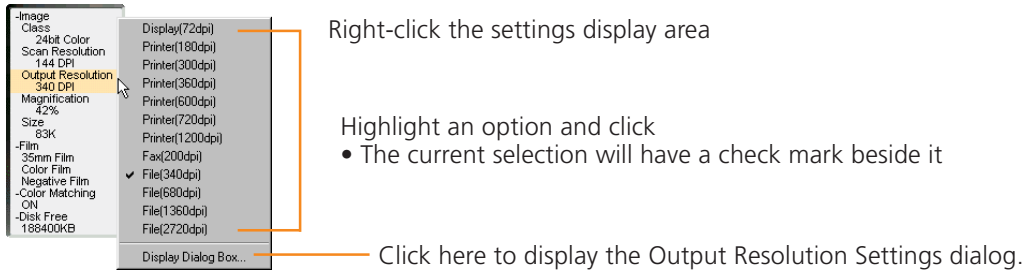 -Image
Class
24bit Color
Scan Resolution
144 DPI
Output Resolution
340 DPI
Magnification
42%
Size
83K
-Film
35mm Film
Color Film
Negative Film
-Color Matching
ON
-Disk Free
188400KB
Display(72dpi)
Printer(180dpi)
Printer(300dpi)
Printer(360dpi)
Printer(600dpi)
Printer(720dpi)
Printer(1200dpi)
Fax(200dpi)
✔ File(340dpi)
File(680dpi)
File(1360dpi)
File(2720dpi)
Display Dialog Box...
Right-click the settings display area
Highlight an option and click
• The current selection will have a check mark beside it
Click here to display the Output Resolution Settings dialog.